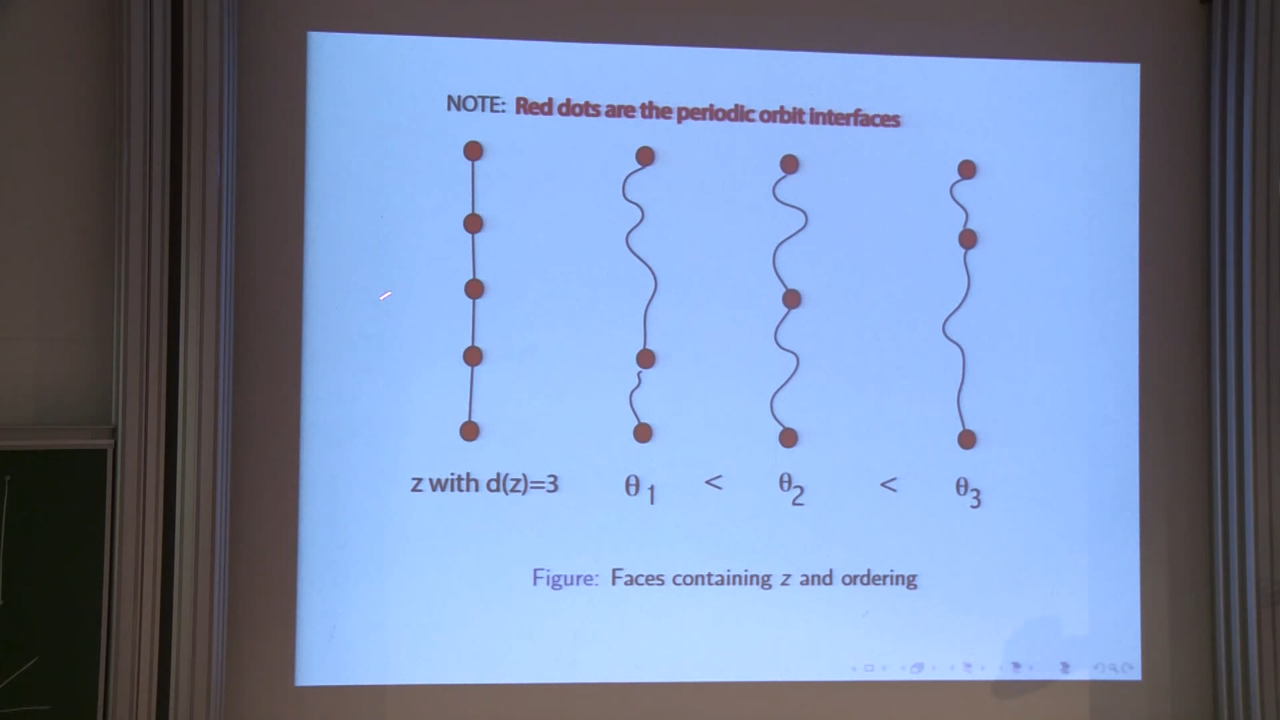 NOTE: Red dots are the periodic orbit interfaces
z with d(z)=3 θ1 < θ2 < θ3
Figure: Faces containing z and ordering